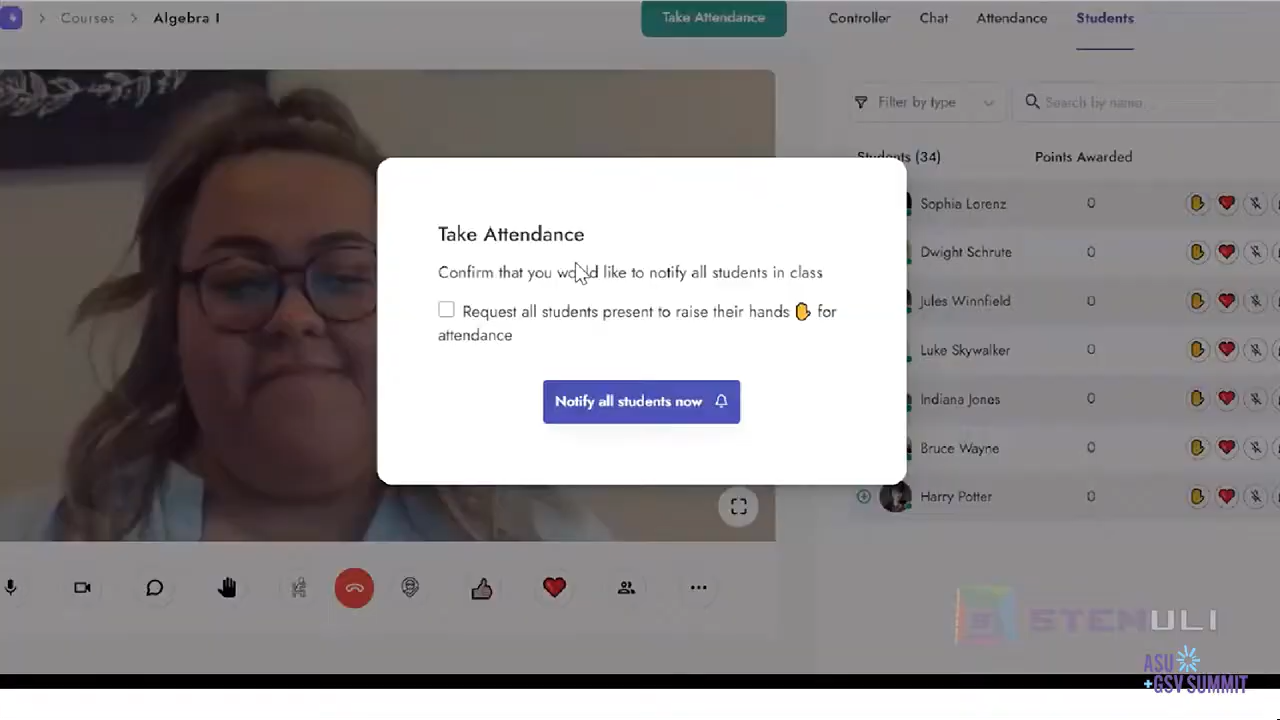 Courses
Algebra I
Take Attendance
Controller
Chat
Attendance
Students
Filter by type
Search by name...
Students (34)
Points Awarded
Sophia Lorenz
0
Dwight Schrute
0
Jules Winnfield
0
Luke Skywalker
0
Indiana Jones
0
Bruce Wayne
0
Harry Potter
0
Take Attendance
Confirm that you would like to notify all students in class
Request all students present to raise their hands ✋ for
attendance
Notify all students now
STEMULI
ASU
+GSV SUMMIT